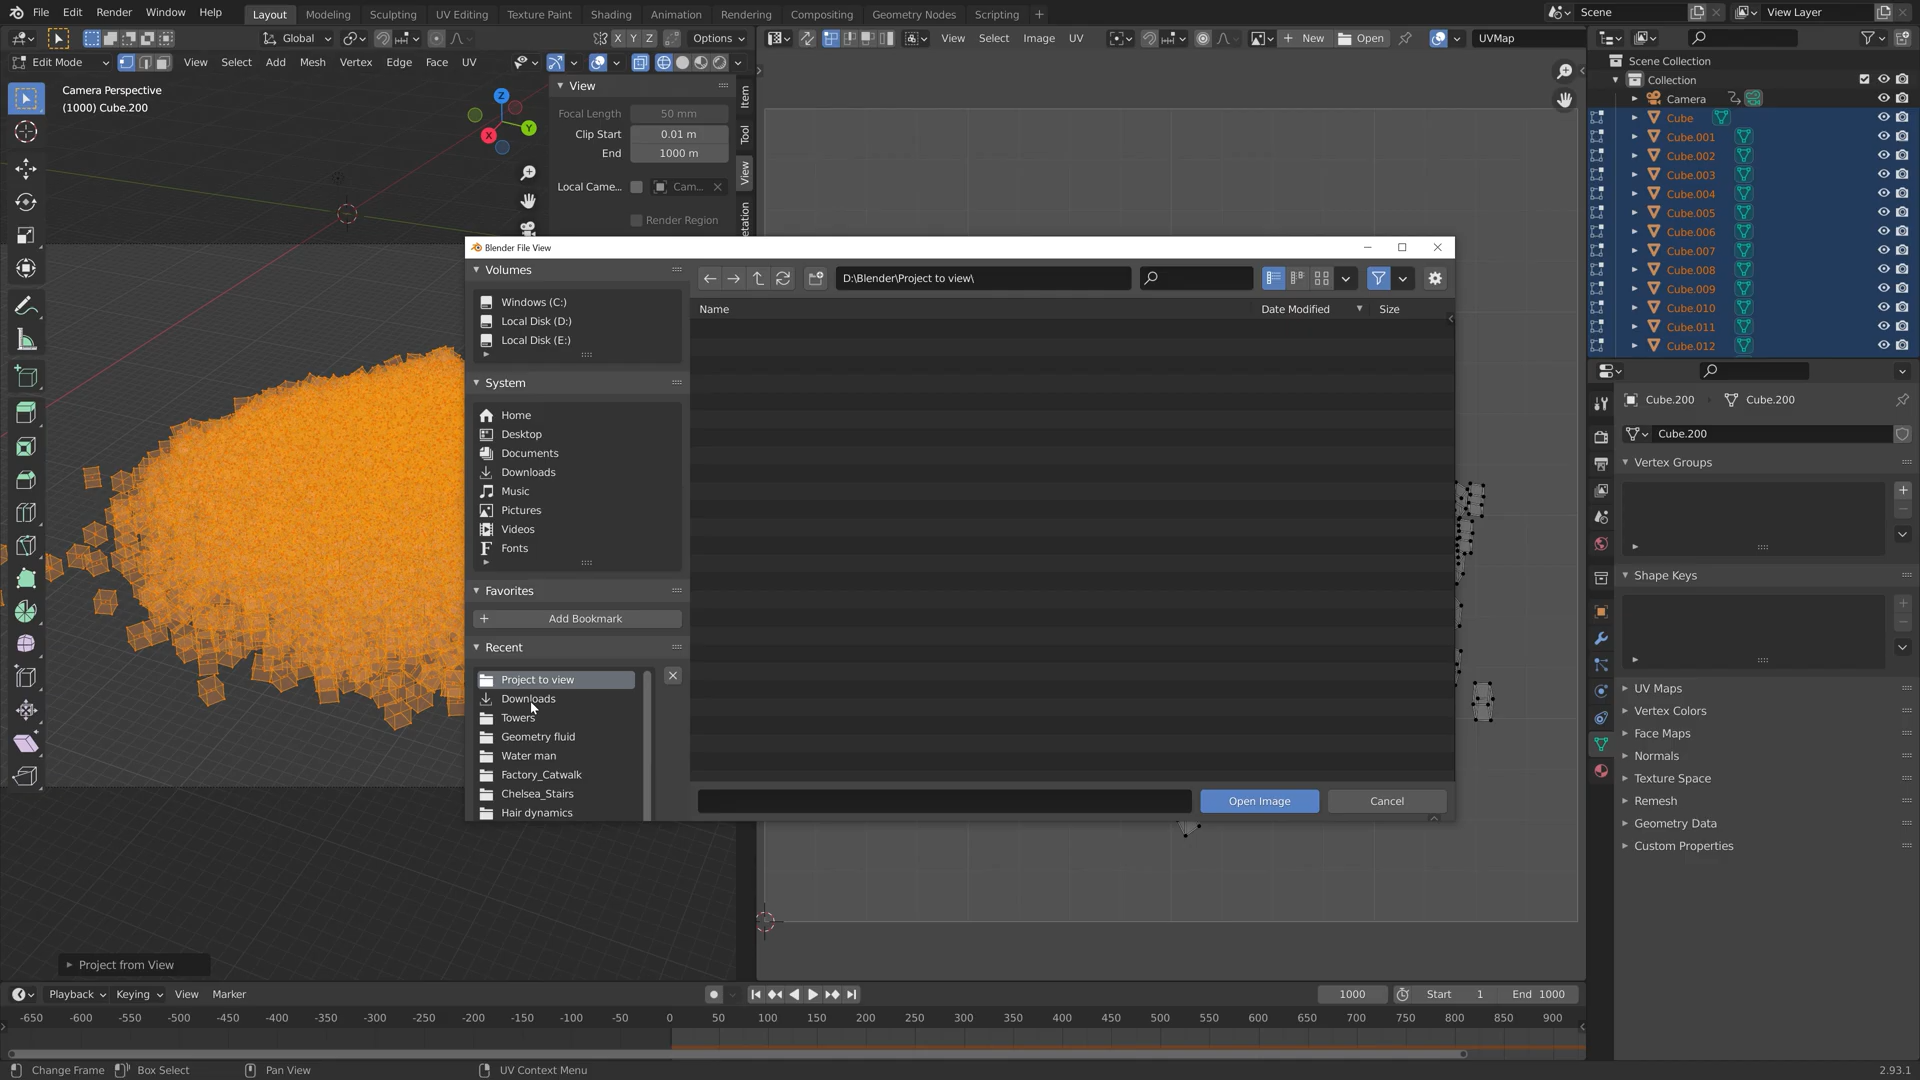 File Edit Render Window Help Layout Modeling Sculpting UV Editing Texture Paint Shading Animation Rendering Compositing Geometry Nodes Scripting + Scene View Layer
Global X Y Z Options View Select Image UV New Open UVMap
Edit Mode View Select Add Mesh Vertex Edge Face UV
Camera Perspective
(1000) Cube.200
Z
Y
X
View
Focal Length 50 mm
Clip Start 0.01 m
End 1000 m
Local Came... Cam...
Render Region
Item
Tool
View
Scene Collection
Collection
Camera
Cube
Cube.001
Cube.002
Cube.003
Cube.004
Cube.005
Cube.006
Cube.007
Cube.008
Cube.009
Cube.010
Cube.011
Cube.012
Blender File View
Volumes
Windows (C:)
Local Disk (D:)
Local Disk (E:)
System
Home
Desktop
Documents
Downloads
Music
Pictures
Videos
Fonts
Favorites
Add Bookmark
Recent
Project to view
Downloads
Towers
Geometry fluid
Water man
Factory_Catwalk
Chelsea_Stairs
Hair dynamics
D:\Blender\Project to view\
Name Date Modified Size
Open Image Cancel
Cube.200 Cube.200
Cube.200
Vertex Groups
Shape Keys
UV Maps
Vertex Colors
Face Maps
Normals
Texture Space
Remesh
Geometry Data
Custom Properties
Project from View
Playback Keying View Marker 1000 Start 1 End 1000
-650 -600 -550 -500 -450 -400 -350 -300 -250 -200 -150 -100 -50 0 50 100 150 200 250 300 350 400 450 500 550 600 650 700 750 800 850 900
Change Frame Box Select Pan View UV Context Menu 2.93.1